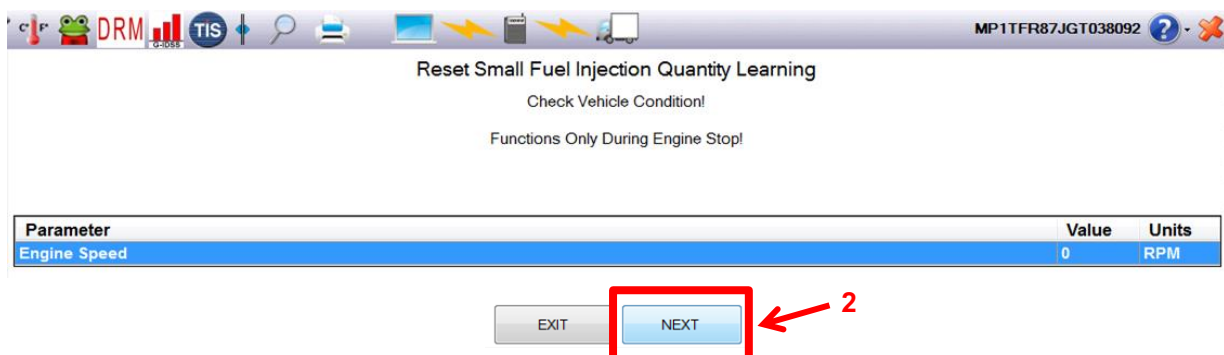 C F DRM G-IDSS TIS MP1TFR87JGT038092 ?
Reset Small Fuel Injection Quantity Learning
Check Vehicle Condition!
Functions Only During Engine Stop!
Parameter Value Units
Engine Speed 0 RPM
EXIT NEXT 2